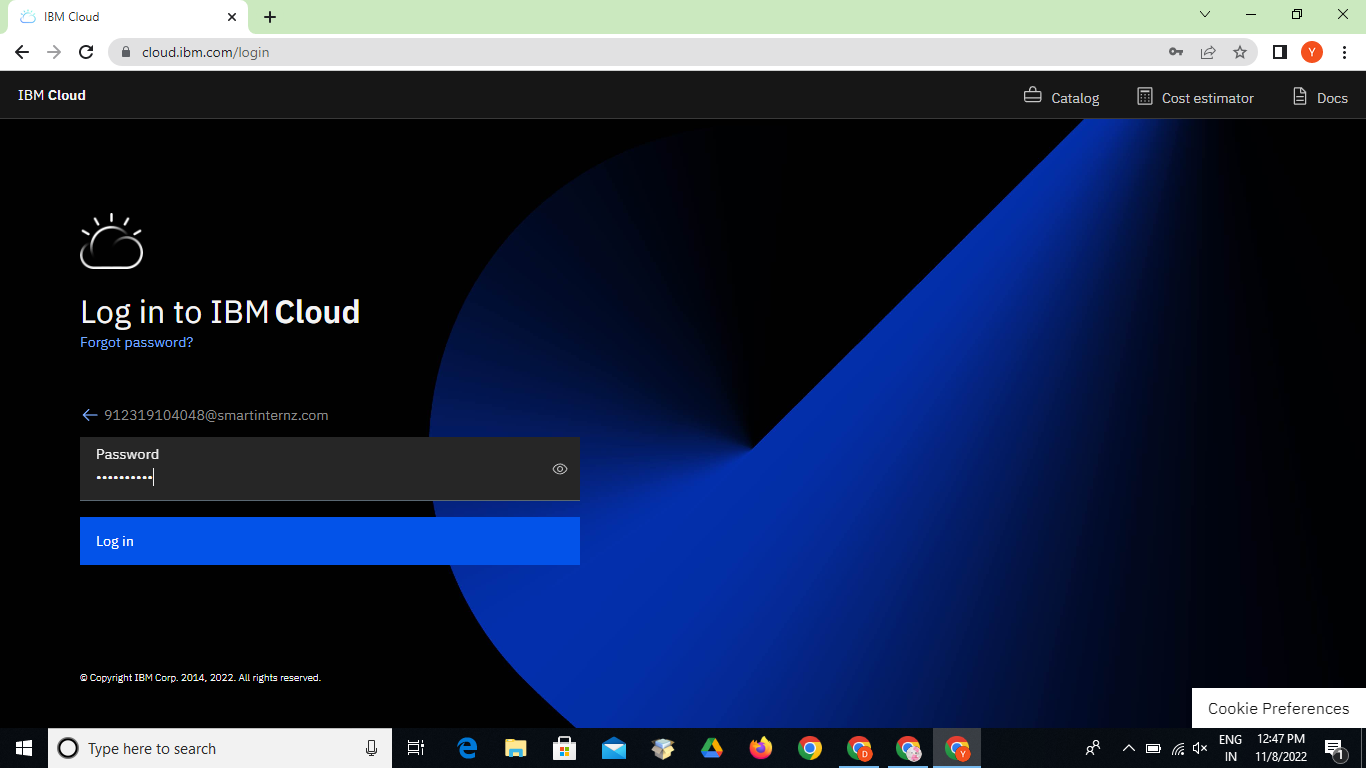 IBM Cloud
cloud.ibm.com/login
Y
IBM Cloud
Catalog
Cost estimator
Docs
Log in to IBM Cloud
Forgot password?
912319104048@smartinternz.com
Password
••••••••••
Log in
© Copyright IBM Corp. 2014, 2022. All rights reserved.
Cookie Preferences
Type here to search
D
Y
ENG
IN
12:47 PM
11/8/2022
1